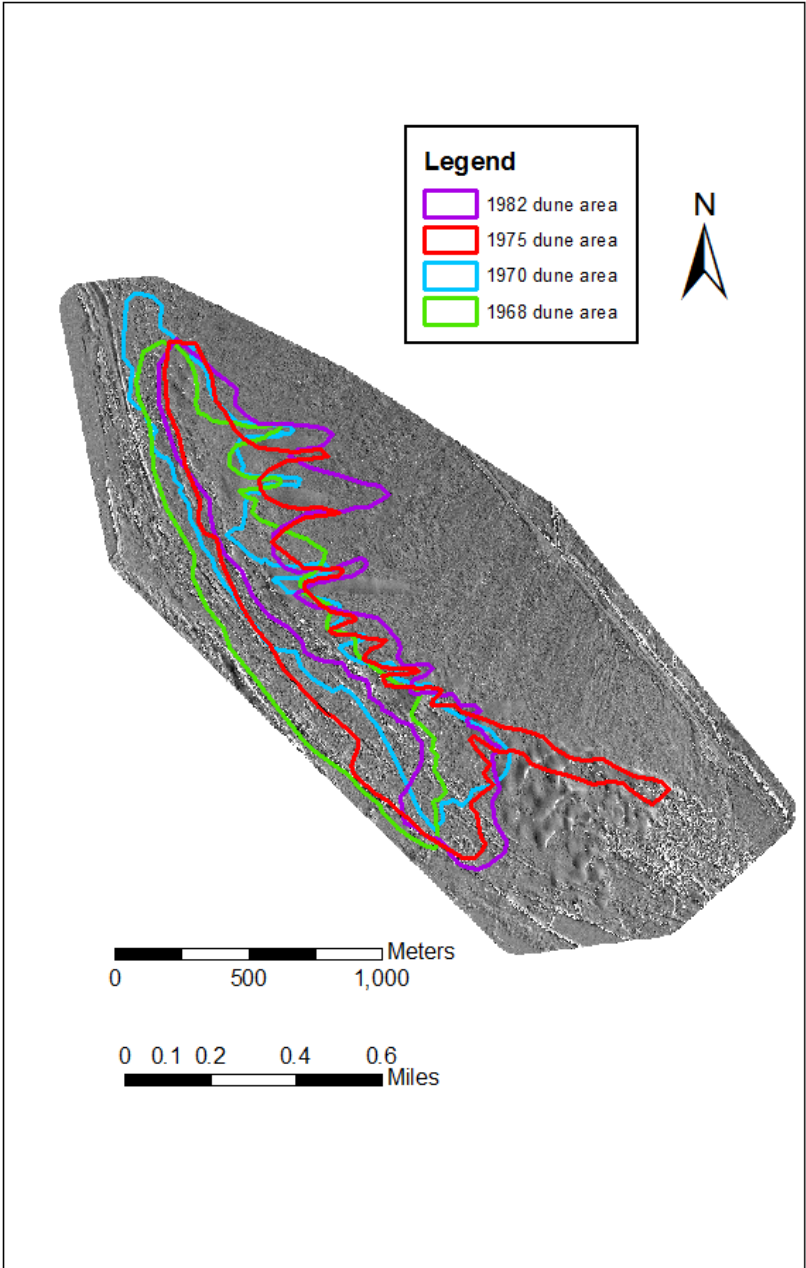 Legend
1982 dune area
1975 dune area
1970 dune area
1968 dune area
N
Meters
0 500 1,000
0 0.1 0.2 0.4 0.6
Miles